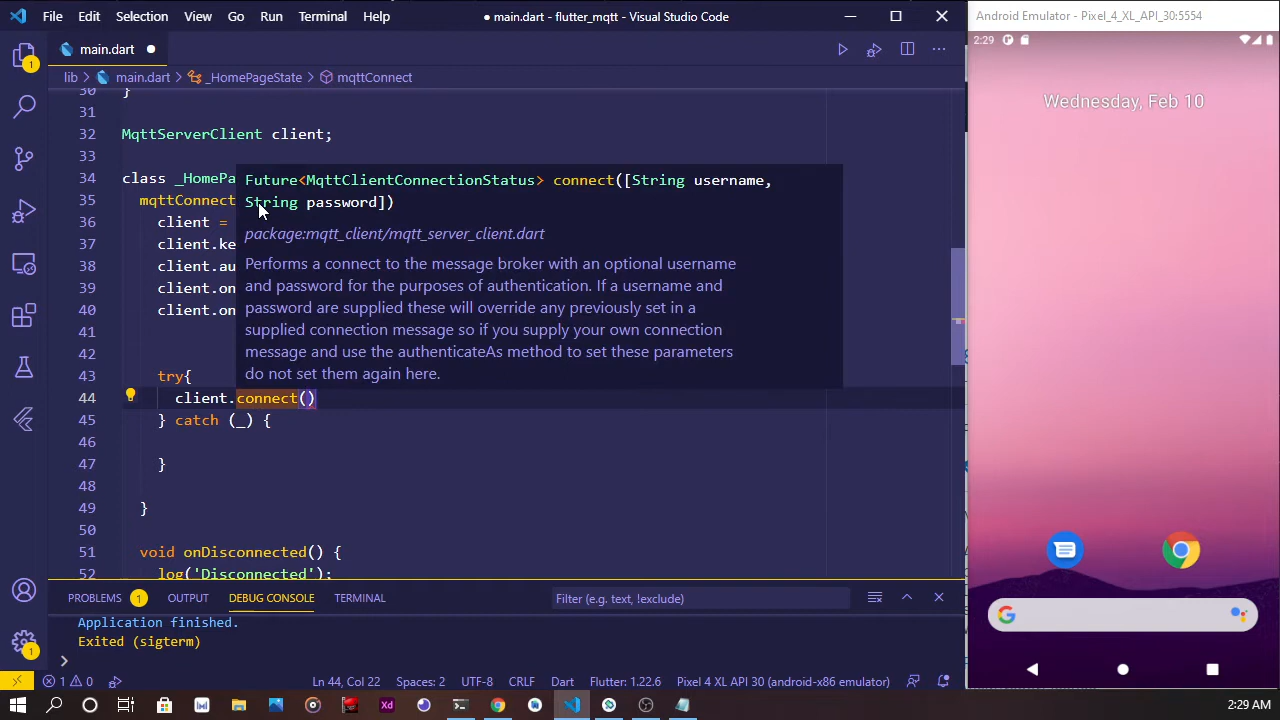 File Edit Selection View Go Run Terminal Help ● main.dart - flutter_mqtt - Visual Studio Code
Android Emulator - Pixel_4_XL_API_30:5554
main.dart ●
2:29
lib > main.dart > _HomePageState > mqttConnect
Wednesday, Feb 10
30 }
31
32 MqttServerClient client;
33
34 class _HomePa
35 mqttConnect
36 client =
37 client.ke
38 client.au
39 client.on
40 client.on
41
42
43 try{
44 client.connect()
45 } catch (_) {
46
47 }
48
49 }
50
51 void onDisconnected() {
52 log('Disconnected');
Future<MqttClientConnectionStatus> connect([String username,
String password])
package:mqtt_client/mqtt_server_client.dart
Performs a connect to the message broker with an optional username
and password for the purposes of authentication. If a username and
password are supplied these will override any previously set in a
supplied connection message so if you supply your own connection
message and use the authenticateAs method to set these parameters
do not set them again here.
PROBLEMS 1 OUTPUT DEBUG CONSOLE TERMINAL Filter (e.g. text, !exclude)
Application finished.
Exited (sigterm)
1 0 Ln 44, Col 22 Spaces: 2 UTF-8 CRLF Dart Flutter: 1.22.6 Pixel 4 XL API 30 (android-x86 emulator)
2:29 AM